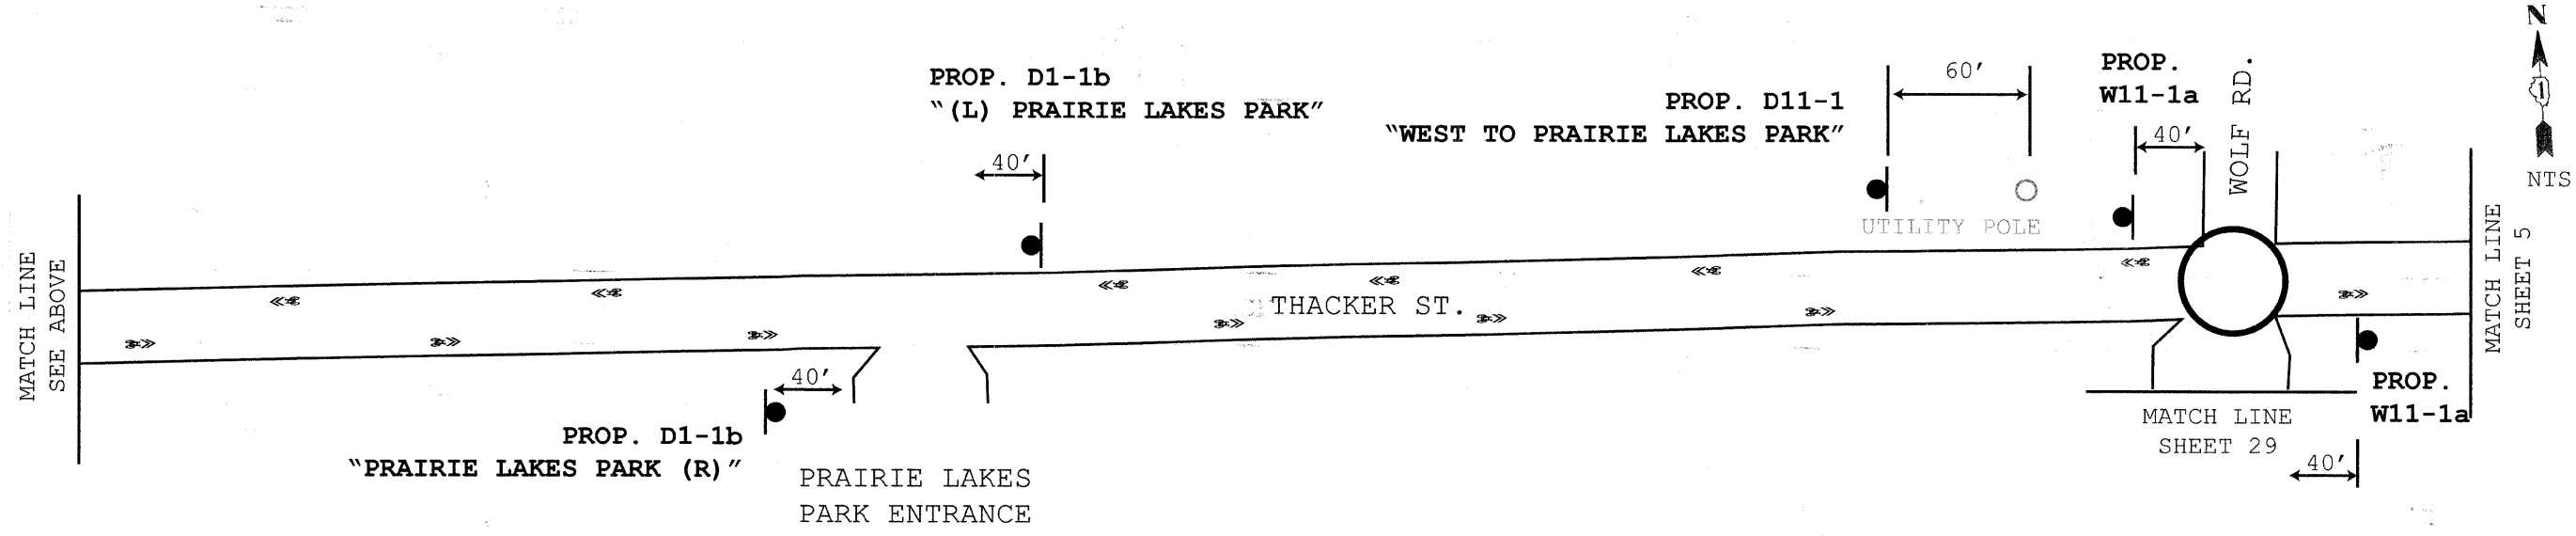 N
1
NTS
PROP. D1-1b
“(L) PRAIRIE LAKES PARK”
40′
PROP. D11-1
“WEST TO PRAIRIE LAKES PARK”
60′
UTILITY POLE
PROP.
W11-1a
40′
WOLF RD.
MATCH LINE
SEE ABOVE
THACKER ST.
MATCH LINE
SHEET 5
40′
PROP. D1-1b
“PRAIRIE LAKES PARK (R)”
PRAIRIE LAKES
PARK ENTRANCE
MATCH LINE
SHEET 29
PROP.
W11-1a
40′